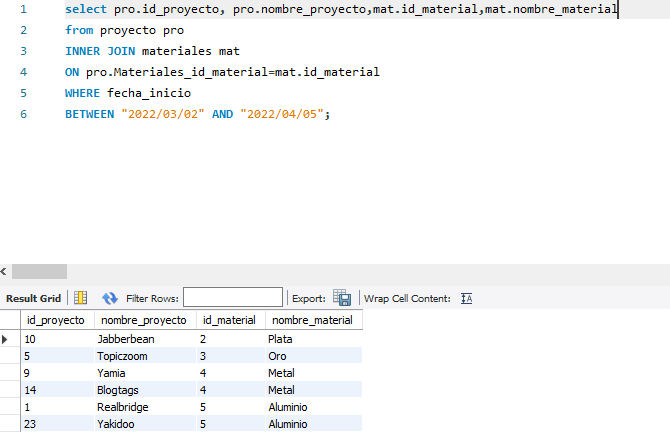 1 select pro.id_proyecto, pro.nombre_proyecto,mat.id_material,mat.nombre_material
2 from proyecto pro
3 INNER JOIN materiales mat
4 ON pro.Materiales_id_material=mat.id_material
5 WHERE fecha_inicio
6 BETWEEN "2022/03/02" AND "2022/04/05";
Result Grid Filter Rows: Export: Wrap Cell Content: IA
id_proyecto nombre_proyecto id_material nombre_material
10 Jabberbean 2 Plata
5 Topiczoom 3 Oro
9 Yamia 4 Metal
14 Blogtags 4 Metal
1 Realbridge 5 Aluminio
23 Yakidoo 5 Aluminio